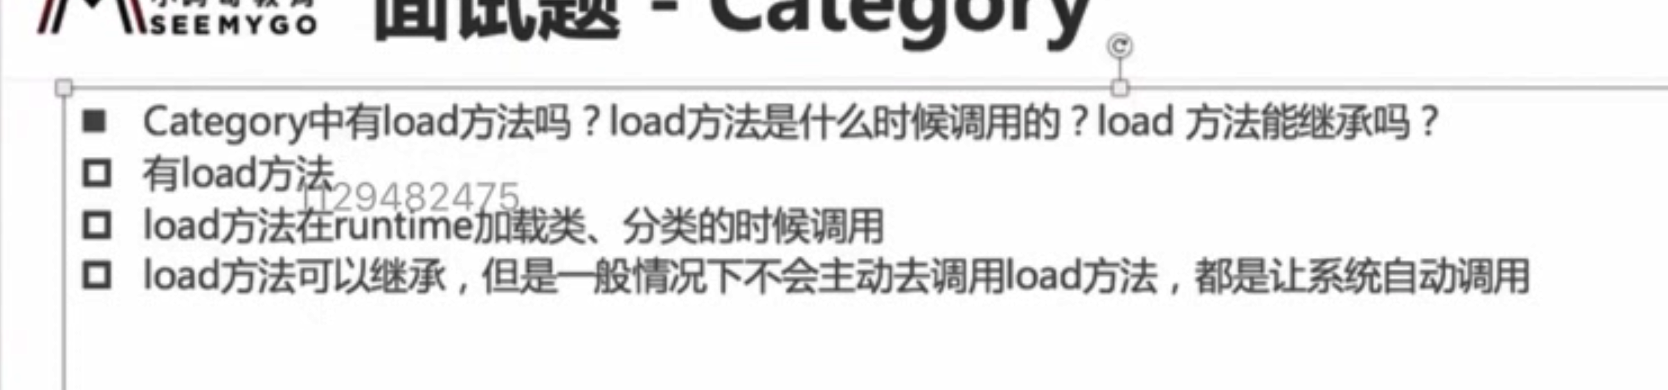 SEEMYGO
面试题 - Category
Category中有load方法吗？load方法是什么时候调用的？load 方法能继承吗？
有load方法
1129482475
load方法在runtime加载类、分类的时候调用
load方法可以继承，但是一般情况下不会主动去调用load方法，都是让系统自动调用